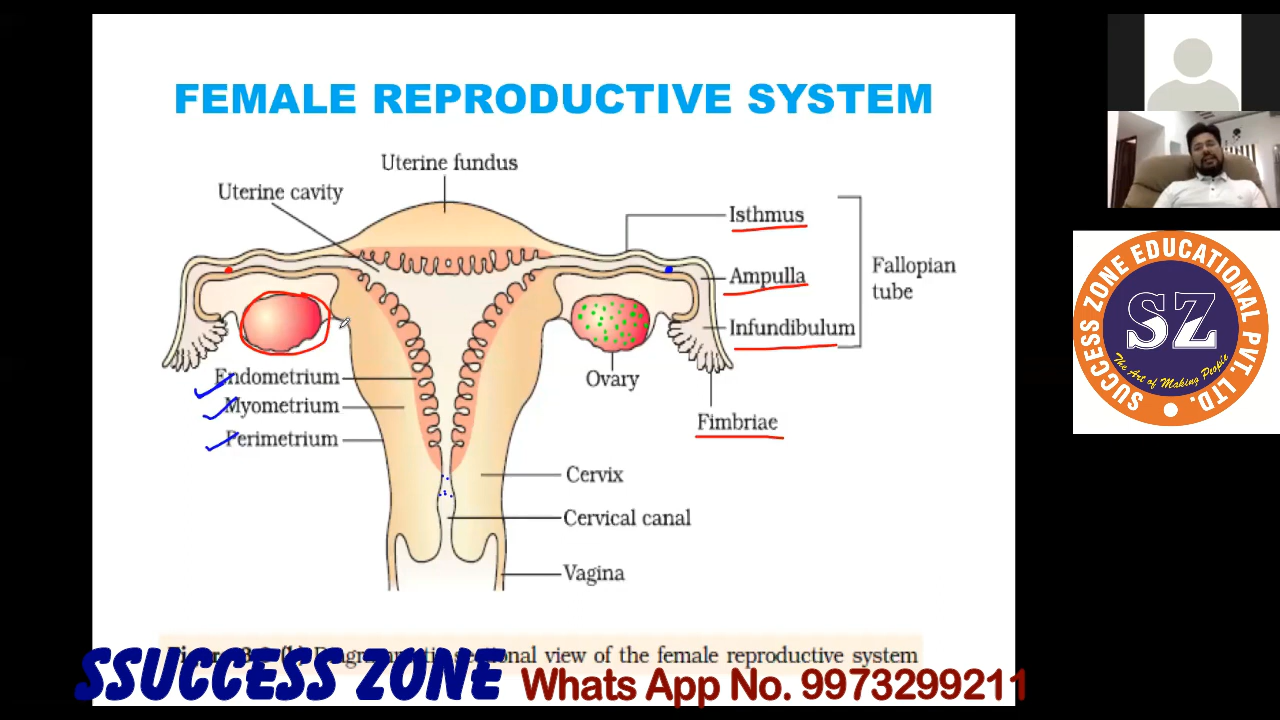 FEMALE REPRODUCTIVE SYSTEM
Uterine fundus
Uterine cavity
Isthmus
Ampulla
Fallopian
tube
Infundibulum
Endometrium
Ovary
Myometrium
Fimbriae
Perimetrium
Cervix
Cervical canal
Vagina
sectional view of the female reproductive system
SSUCCESS ZONE Whats App No. 9973299211
SUCCESS ZONE EDUCATIONAL PVT. LTD.
SZ
The Art of Making People